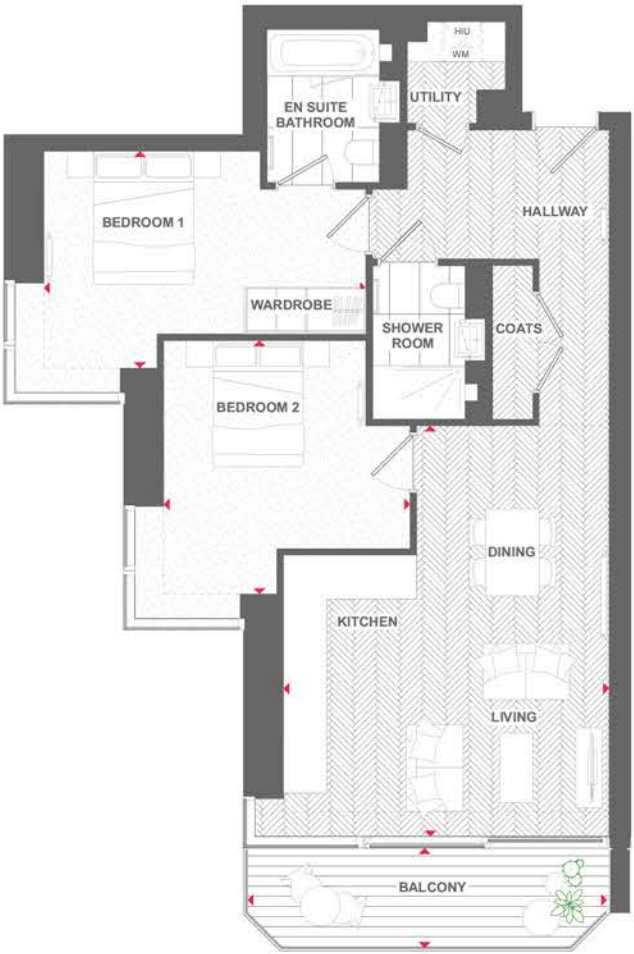 HIU
WM
UTILITY
EN SUITE
BATHROOM
BEDROOM 1
HALLWAY
WARDROBE
SHOWER
ROOM
COATS
BEDROOM 2
DINING
KITCHEN
LIVING
BALCONY